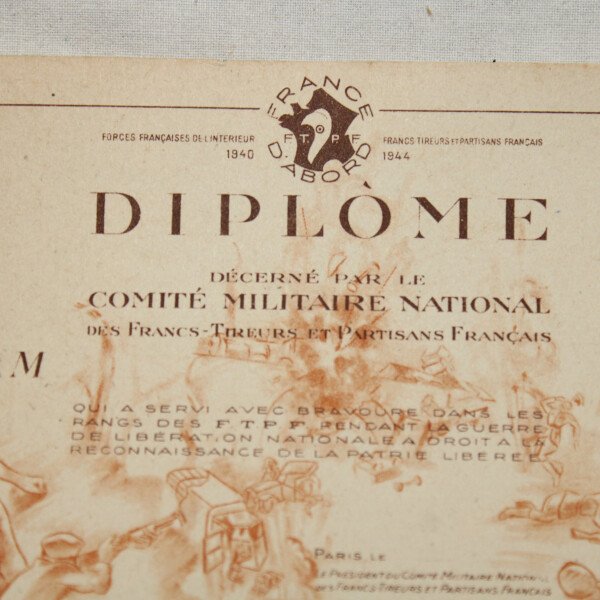 FRANCE
F T P F
D'ABORD
FORCES FRANÇAISES DE L'INTERIEUR
1940
FRANCS TIREURS ET PARTISANS FRANÇAIS
1944
DIPLÔME
DÉCERNÉ PAR LE
COMITÉ MILITAIRE NATIONAL
DES FRANCS-TIREURS ET PARTISANS FRANÇAIS
M
QUI A SERVI AVEC BRAVOURE DANS LES
RANGS DES F.T.P.F PENDANT LA GUERRE
DE LIBÉRATION NATIONALE A DROIT A LA
RECONNAISSANCE DE LA PATRIE LIBÉRÉE
PARIS, LE
LE PRESIDENT DU COMITÉ MILITAIRE NATIONAL
DES FRANCS TIREURS ET PARTISANS FRANÇAIS